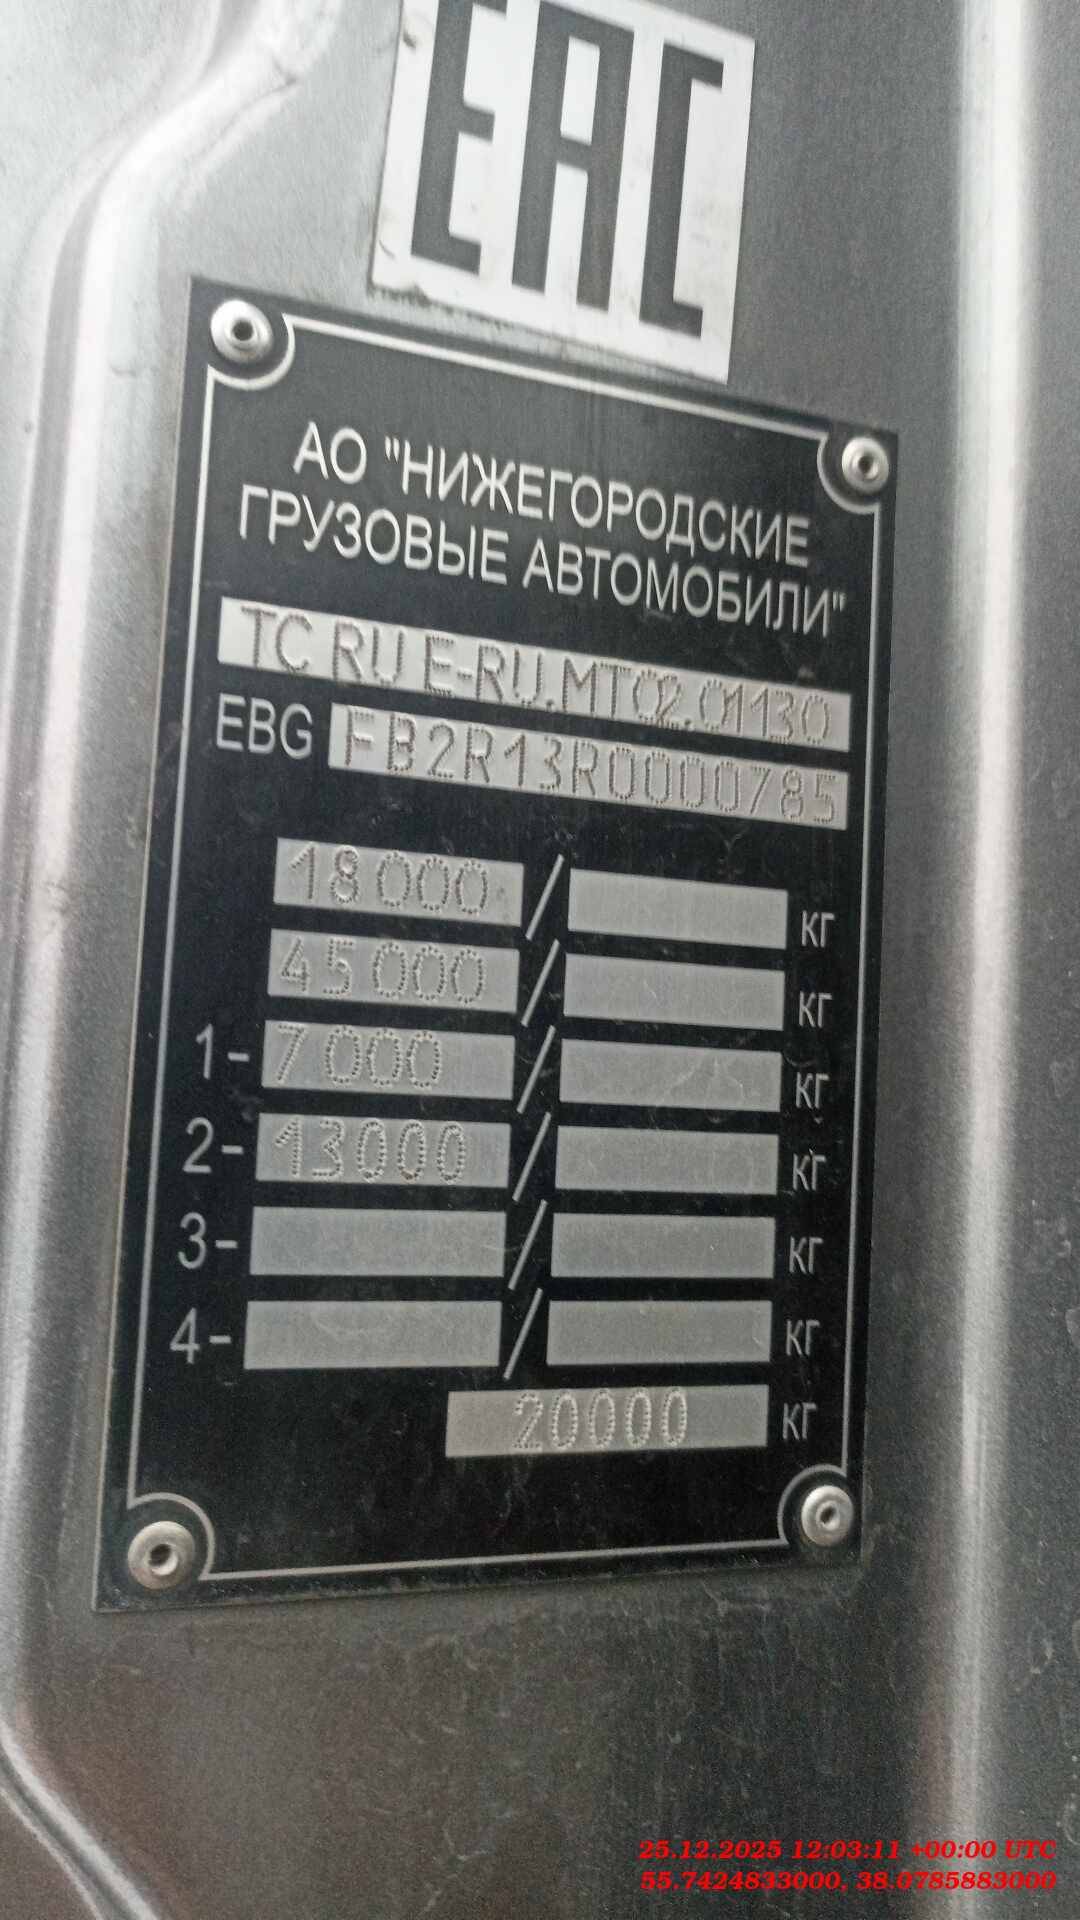 EAC
АО "НИЖЕГОРОДСКИЕ
ГРУЗОВЫЕ АВТОМОБИЛИ"
TC RU E-RU.MT02.01130
EBG FB2R13R0000785
18000 / кг
45000 / кг
1- 7000 / кг
2- 13000 / кг
3- / кг
4- / кг
20000 кг
25.12.2025 12:03:11 +00:00 UTC
55.7424833000, 38.0785883000